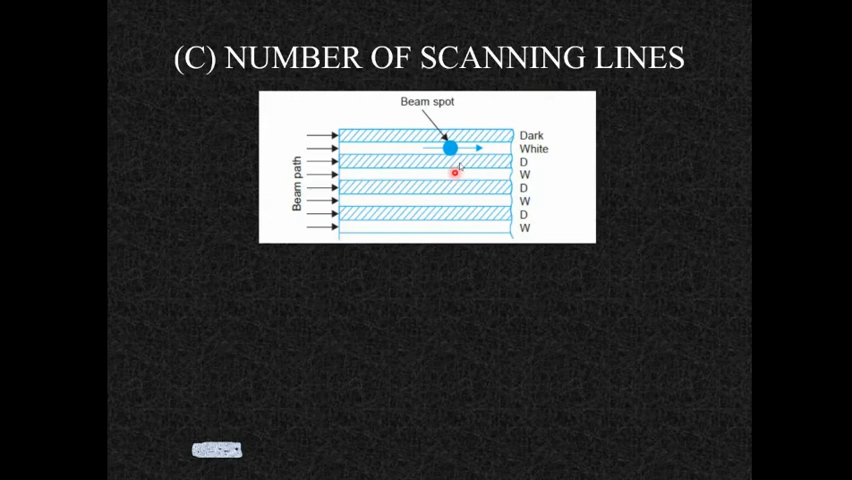 (C) NUMBER OF SCANNING LINES
Beam spot
Beam path
Dark
White
D
W
D
W
D
W